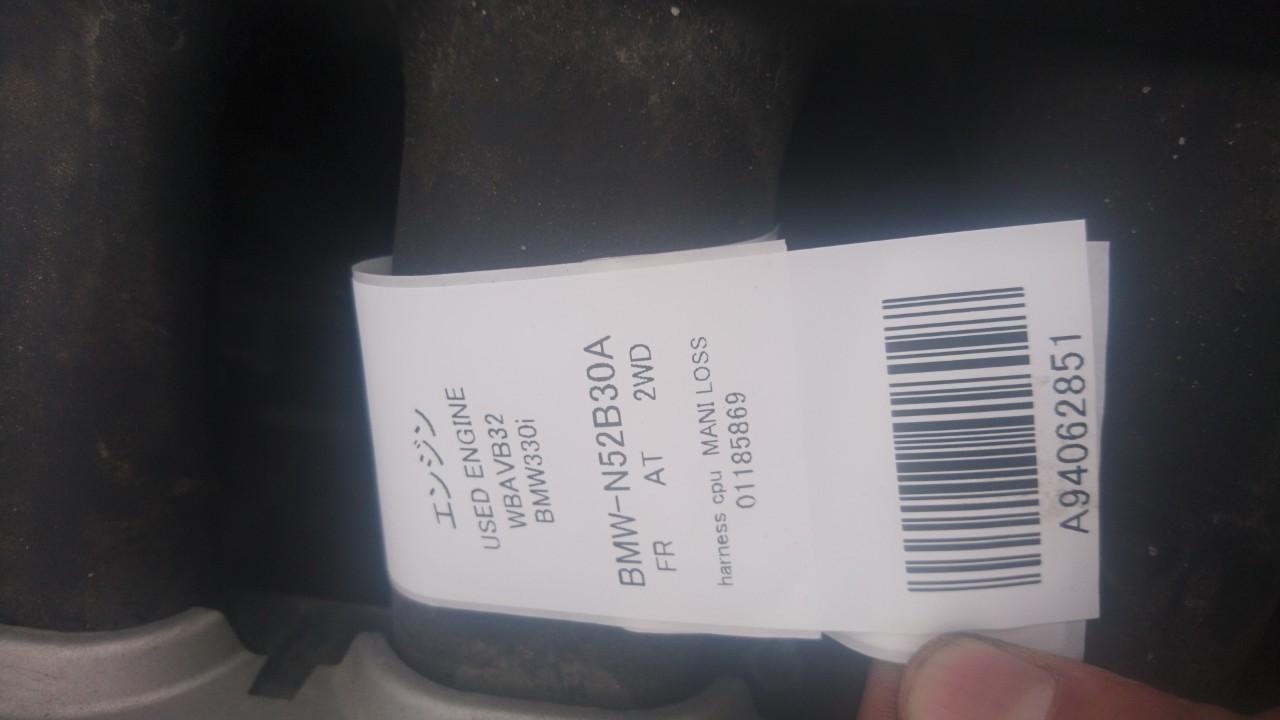 エンジン
USED ENGINE
WBAVB32
BMW330i
BMW-N52B30A
FR AT 2WD
harness cpu MANI LOSS
01185869
A94062851